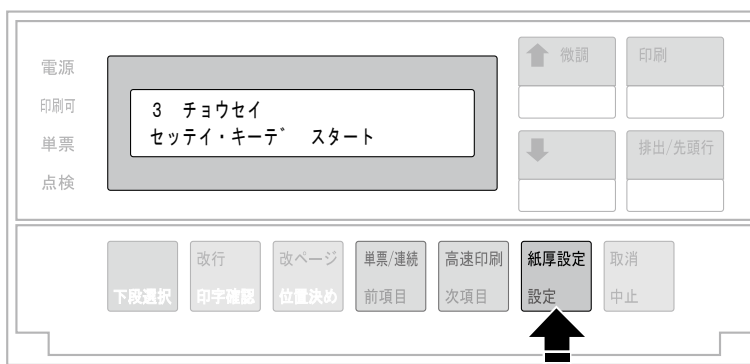 電源
印刷可
単票
点検
3 チョウセイ
セッテイ・キーデ゛ スタート
微調
印刷
排出/先頭行
下段選択
改行
印字確認
改ページ
位置決め
単票/連続
前項目
高速印刷
次項目
紙厚設定
設定
取消
中止